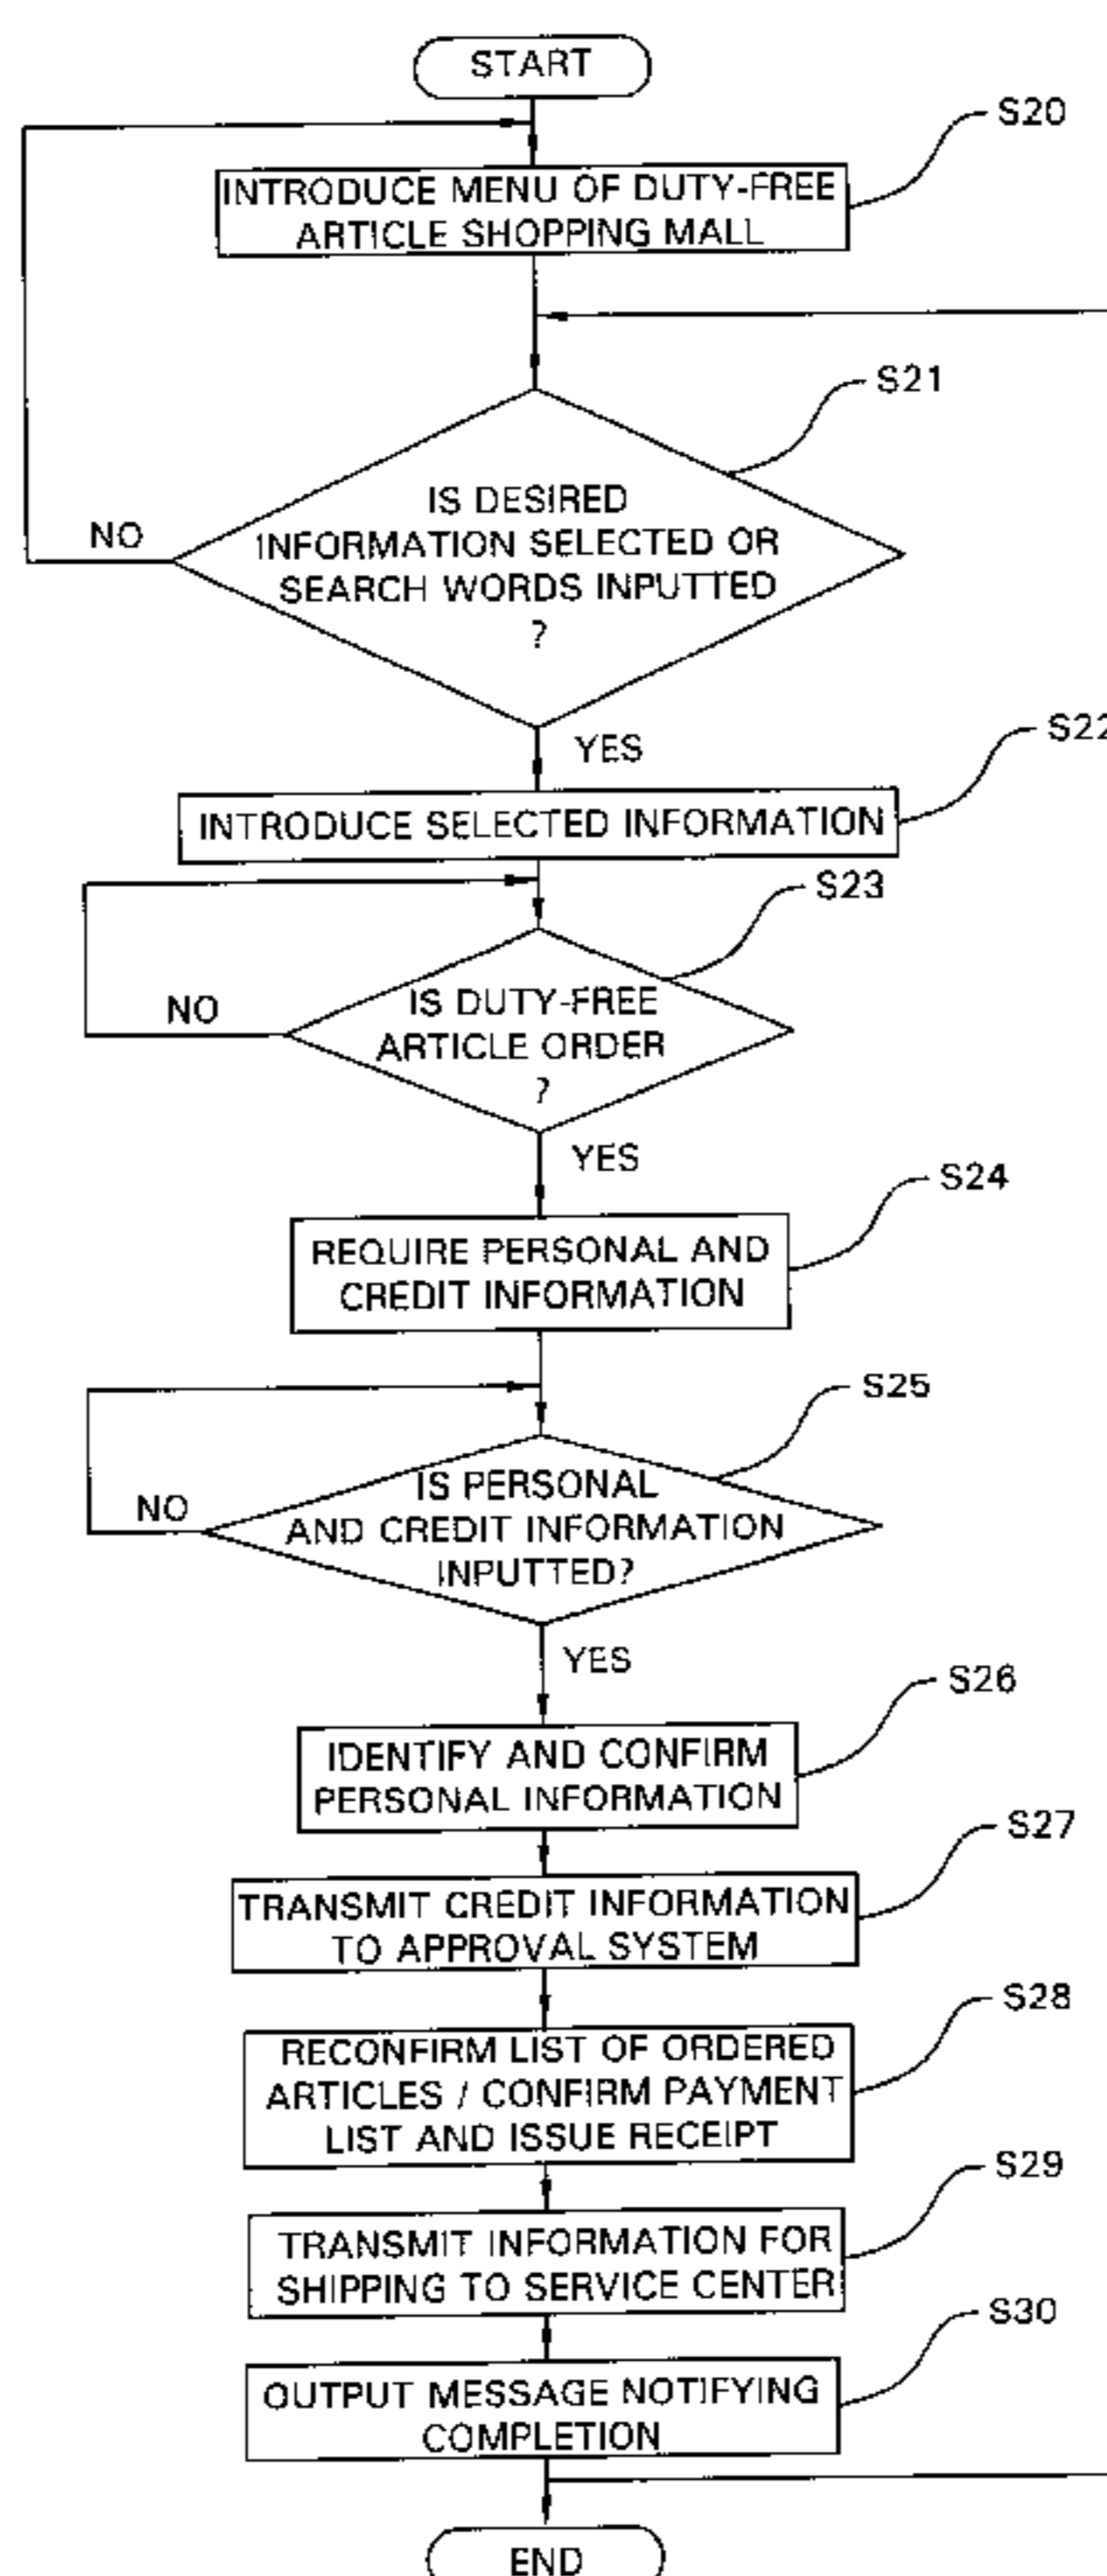 START
S20
INTRODUCE MENU OF DUTY-FREE
ARTICLE SHOPPING MALL
S21
IS DESIRED
INFORMATION SELECTED OR
SEARCH WORDS INPUTTED
?
NO
YES
S22
INTRODUCE SELECTED INFORMATION
S23
IS DUTY-FREE
ARTICLE ORDER
?
NO
YES
S24
REQUIRE PERSONAL AND
CREDIT INFORMATION
S25
IS PERSONAL
AND CREDIT INFORMATION
INPUTTED?
NO
YES
S26
IDENTIFY AND CONFIRM
PERSONAL INFORMATION
S27
TRANSMIT CREDIT INFORMATION
TO APPROVAL SYSTEM
S28
RECONFIRM LIST OF ORDERED
ARTICLES / CONFIRM PAYMENT
LIST AND ISSUE RECEIPT
S29
TRANSMIT INFORMATION FOR
SHIPPING TO SERVICE CENTER
S30
OUTPUT MESSAGE NOTIFYING
COMPLETION
END